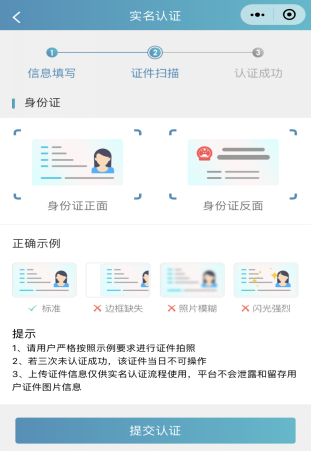 实名认证
1 2 3
信息填写 证件扫描 认证成功
身份证
身份证正面 身份证反面
正确示例
标准 边框缺失 照片模糊 闪光强烈
提示
1、请用户严格按照示例要求进行证件拍照
2、若三次未认证成功，该证件当日不可操作
3、上传证件信息仅供实名认证流程使用，平台不会泄露和留存用
户证件图片信息
提交认证